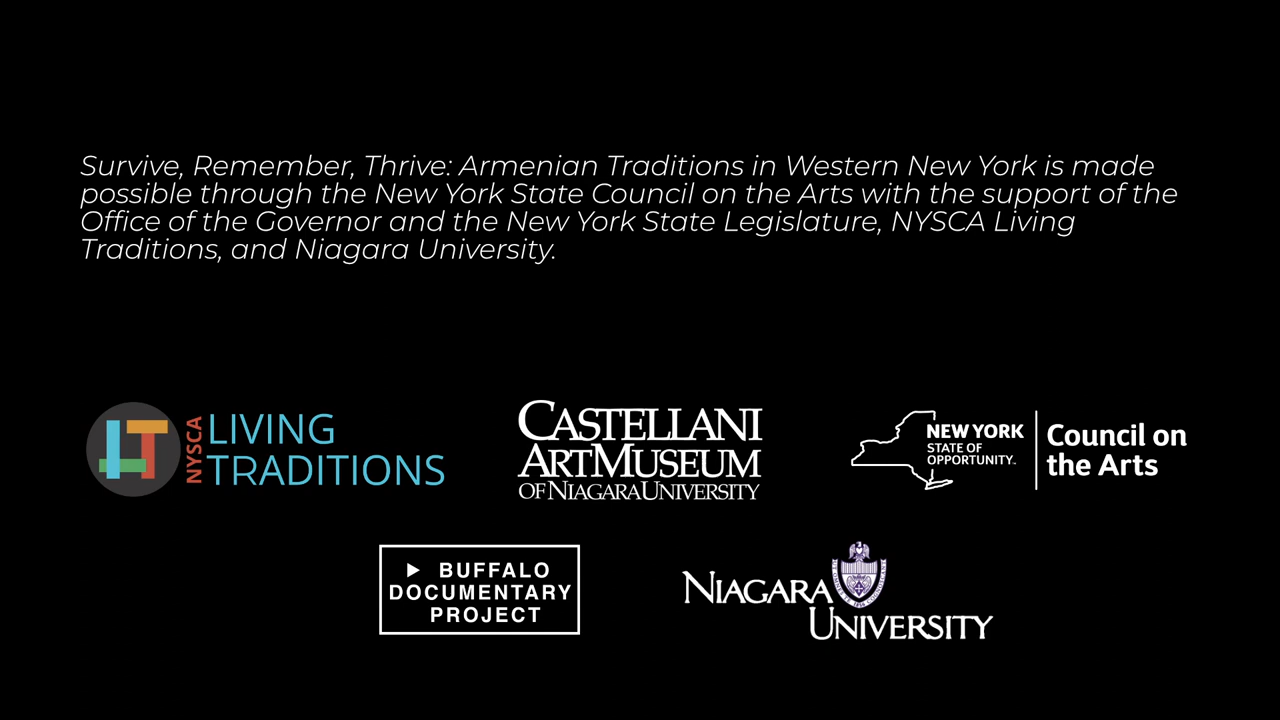 Survive, Remember, Thrive: Armenian Traditions in Western New York is made
possible through the New York State Council on the Arts with the support of the
Office of the Governor and the New York State Legislature, NYSCA Living
Traditions, and Niagara University.
LT
NYSCA
LIVING
TRADITIONS
CASTELLANI
ARTMUSEUM
OF NIAGARA UNIVERSITY
NEW YORK
STATE OF
OPPORTUNITY™
Council on
the Arts
BUFFALO
DOCUMENTARY
PROJECT
NIAGARA
UNIVERSITY